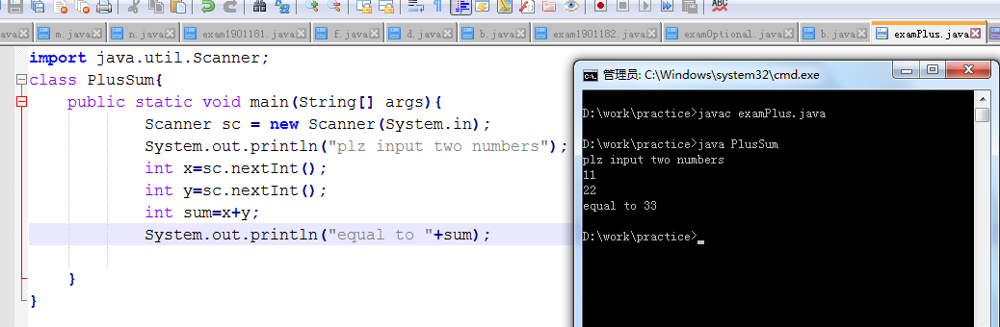 ava
m.java
n.java
exam1901181.java
f.java
d.java
b.java
exam1901182.java
examOptional.java
b.java
examPlus.java
import java.util.Scanner;
class PlusSum{
public static void main(String[] args){
Scanner sc = new Scanner(System.in);
System.out.println("plz input two numbers");
int x=sc.nextInt();
int y=sc.nextInt();
int sum=x+y;
System.out.println("equal to "+sum);
}
}
管理员: C:\Windows\system32\cmd.exe
D:\work\practice>javac examPlus.java
D:\work\practice>java PlusSum
plz input two numbers
11
22
equal to 33
D:\work\practice>